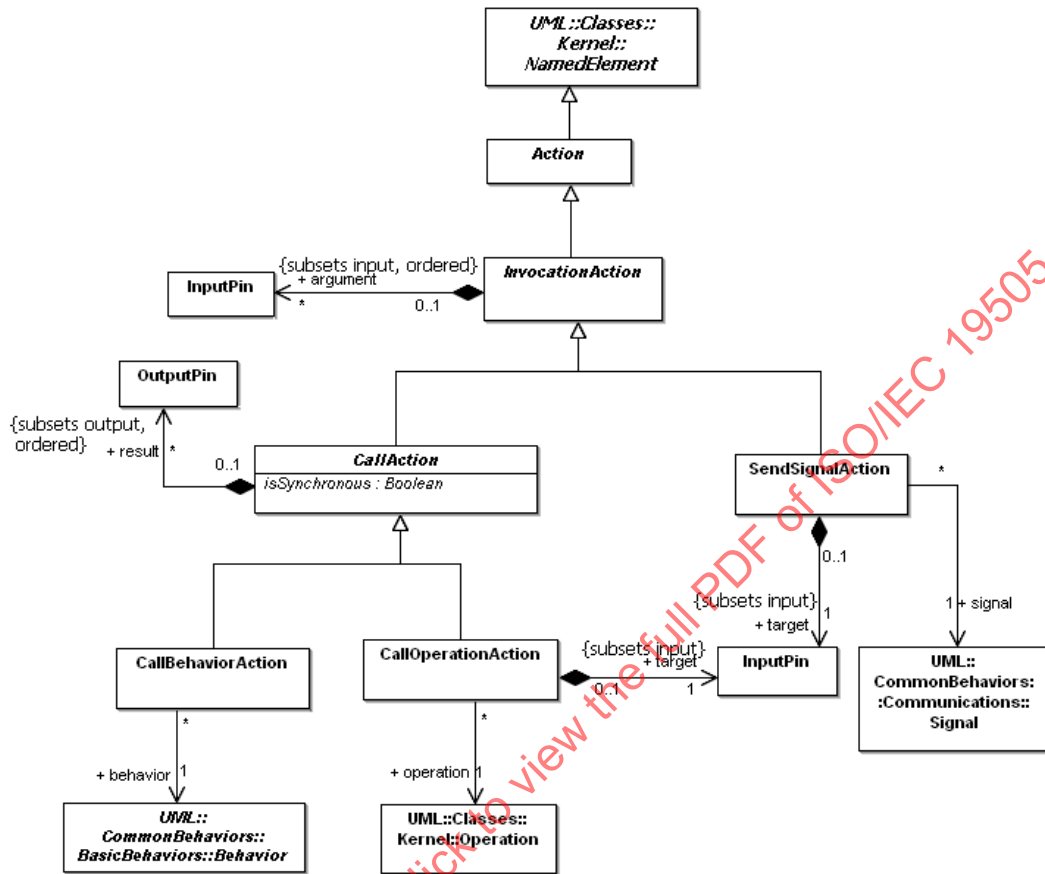 UML::Classes::
Kernel::
NamedElement
Action
{subsets input, ordered}
+ argument
InputPin
*
0..1
InvocationAction
OutputPin
{subsets output,
ordered}
+ result
*
0..1
CallAction
isSynchronous : Boolean
SendSignalAction
*
0..1
{subsets input}
1
+ target
1 + signal
CallBehaviorAction
CallOperationAction
{subsets input}
+ target
0..1
1
InputPin
UML::
CommonBehaviors:
:Communications::
Signal
*
*
+ behavior
1
+ operation
1
UML::
CommonBehaviors::
BasicBehaviors::Behavior
UML::Classes::
Kernel::Operation
lick to view the full PDF of ISO/IEC 19505